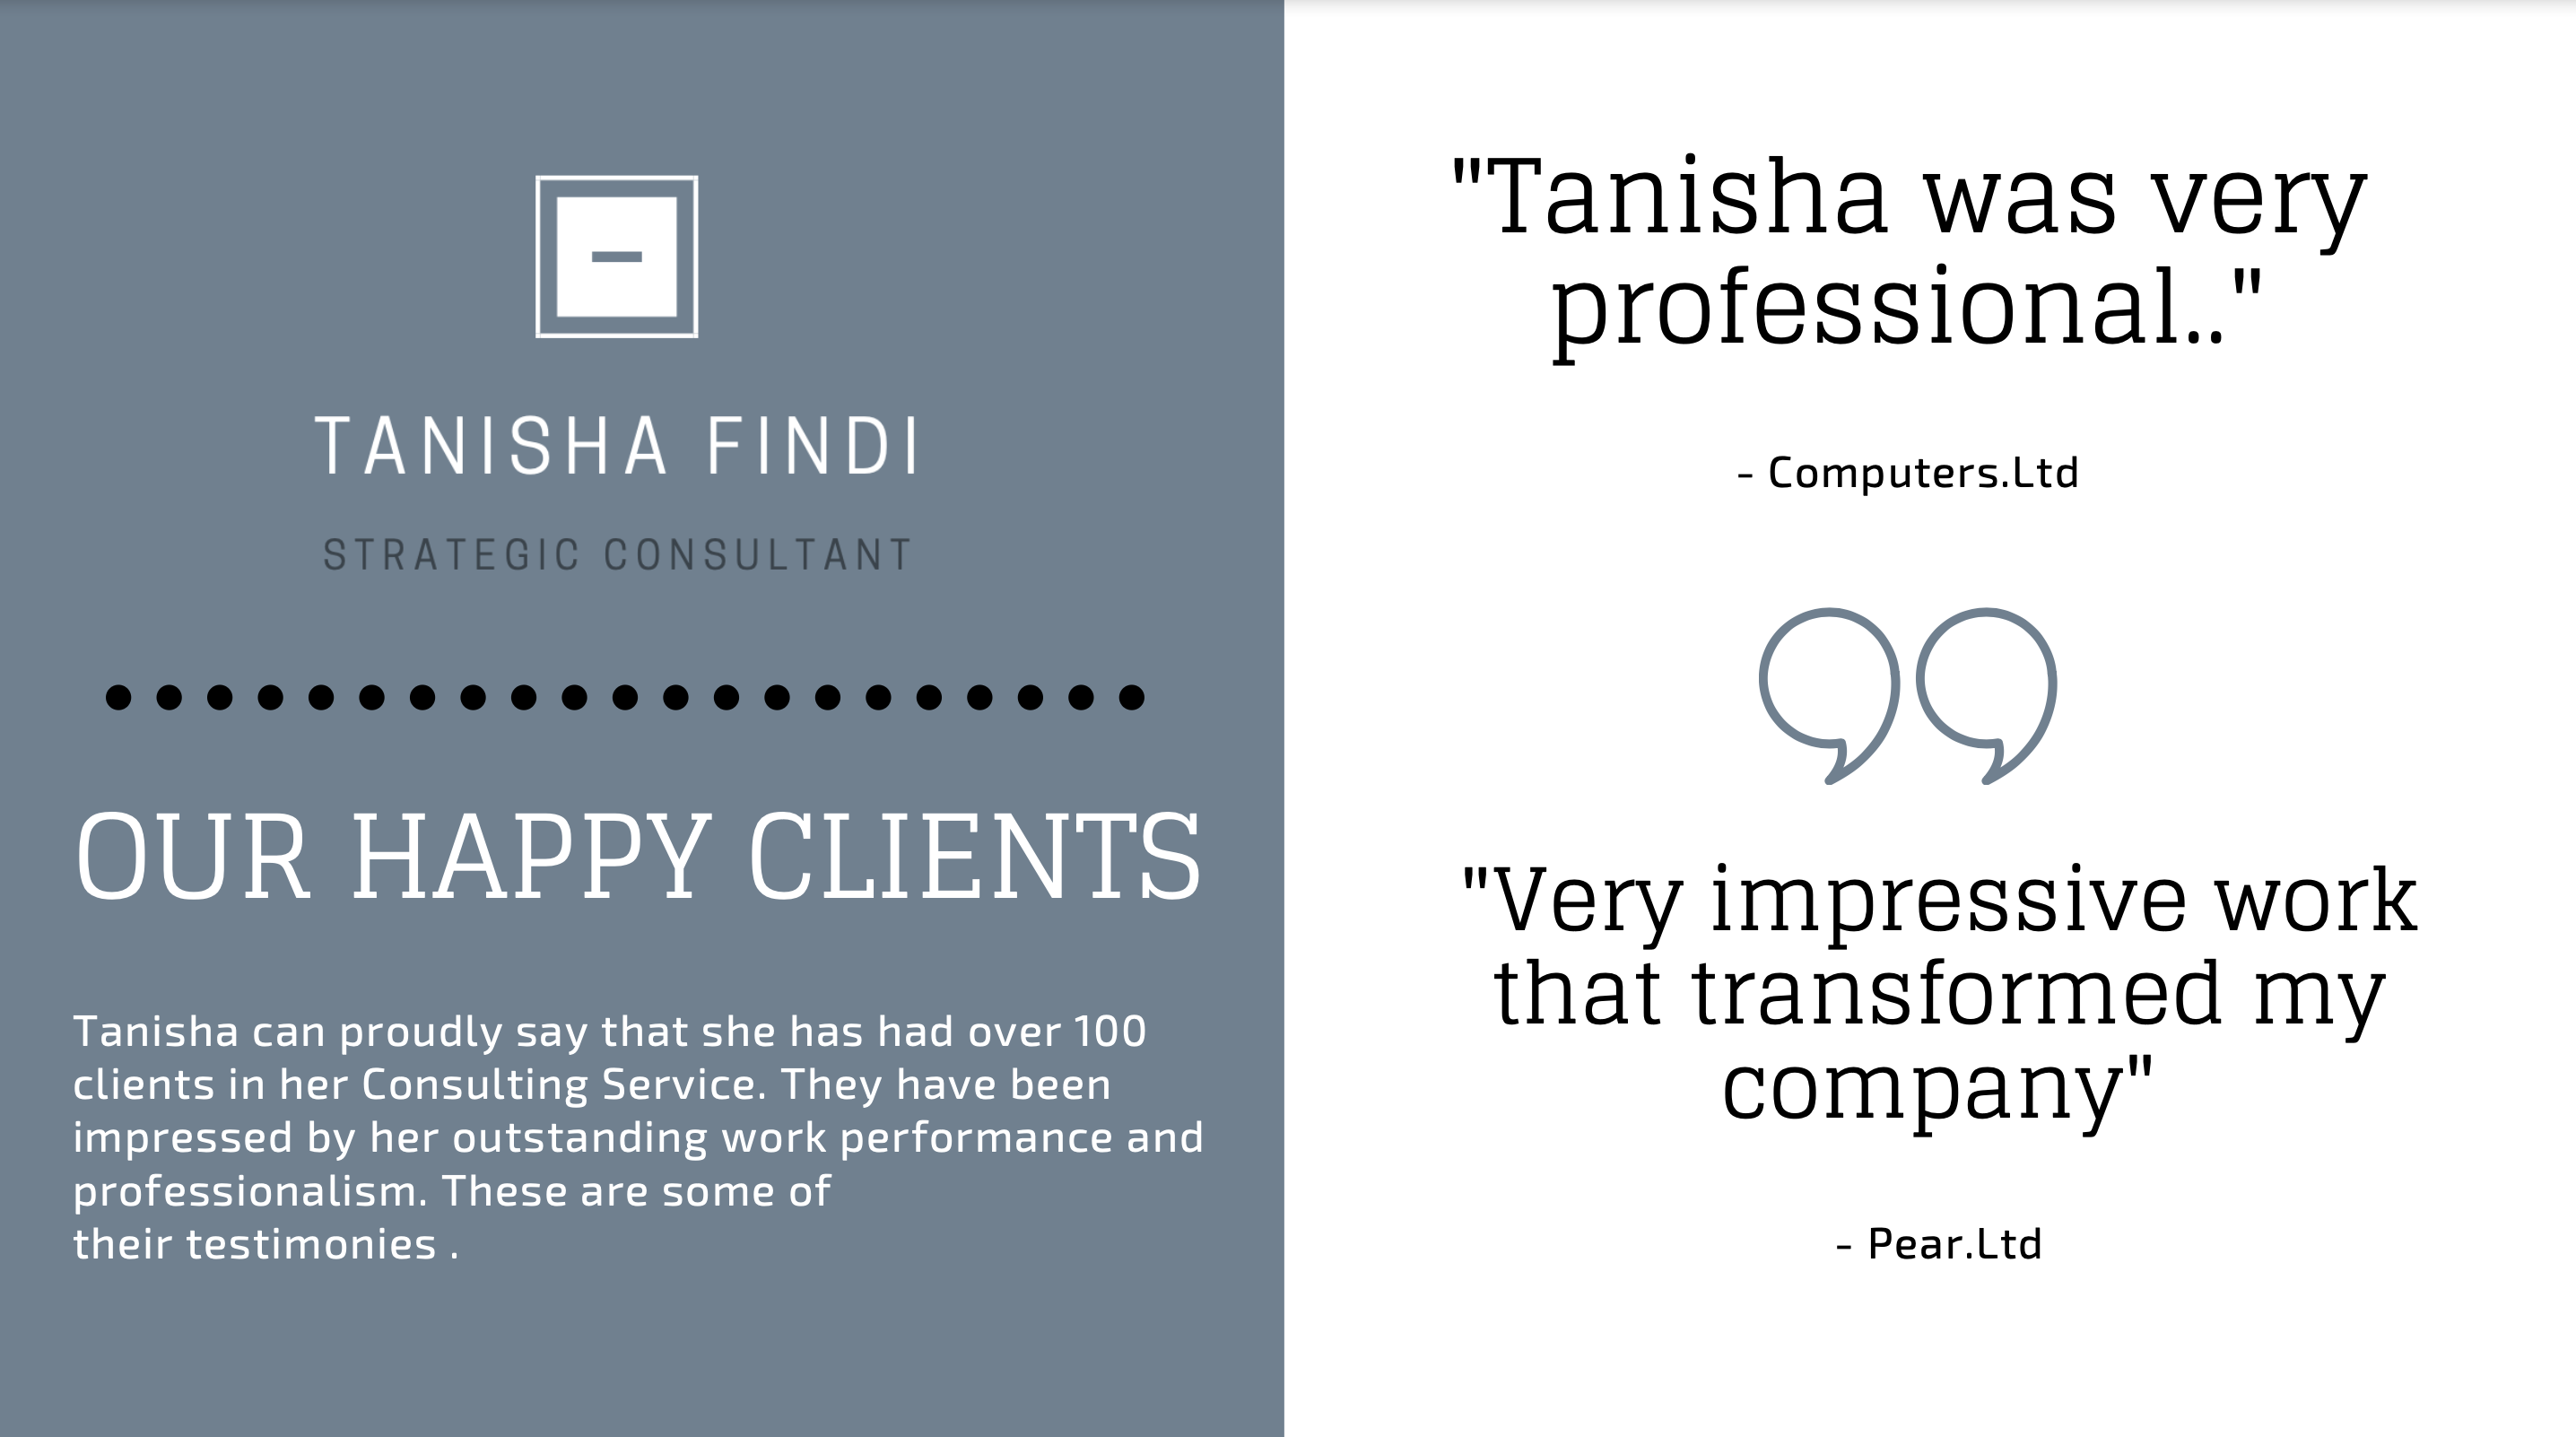 TANISHA FINDI
STRATEGIC CONSULTANT
OUR HAPPY CLIENTS
Tanisha can proudly say that she has had over 100
clients in her Consulting Service. They have been
impressed by her outstanding work performance and
professionalism. These are some of
their testimonies .
"Tanisha was very
professional.."
- Computers.Ltd
"Very impressive work
that transformed my
company"
- Pear.Ltd